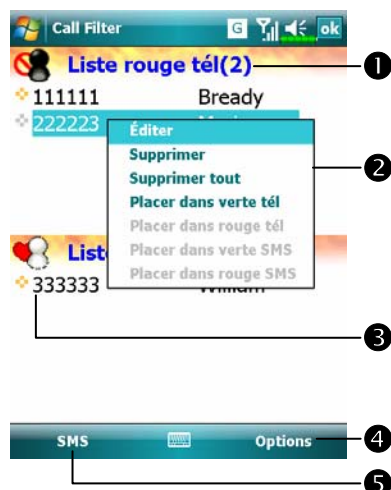 Call Filter G ok
Liste rouge tél(2)
111111 Bready
222223
Éditer
Supprimer
Supprimer tout
Placer dans verte tél
Placer dans rouge tél
Placer dans verte SMS
Placer dans rouge SMS
List
333333 William
SMS Options
1
2
3
4
5